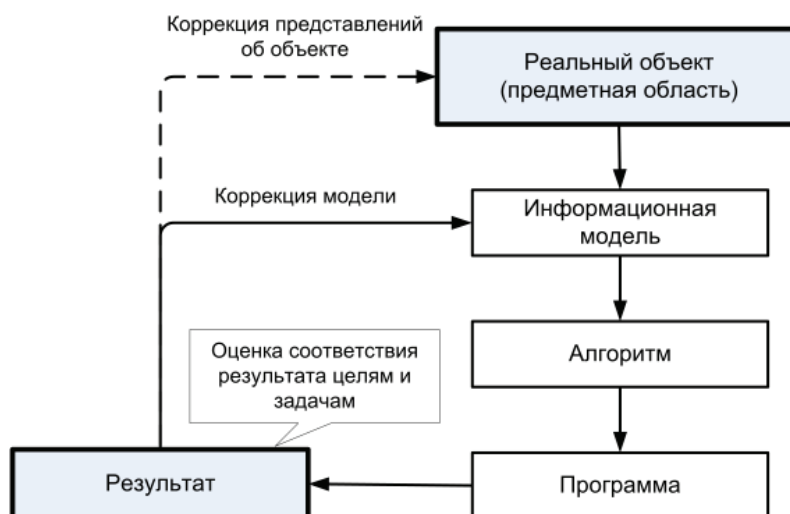 Коррекция представлений
об объекте
Реальный объект
(предметная область)
Коррекция модели
Информационная
модель
Оценка соответствия
результата целям и
задачам
Алгоритм
Результат
Программа